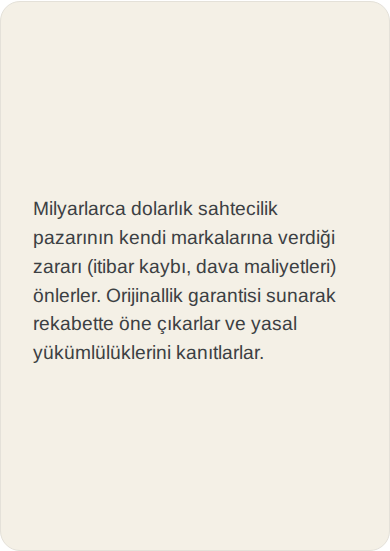 Milyarlarca dolarlık sahtecilik
pazarının kendi markalarına verdiği
zararı (itibar kaybı, dava maliyetleri)
önlerler. Orijinallik garantisi sunarak
rekabette öne çıkarlar ve yasal
yükümlülüklerini kanıtlarlar.